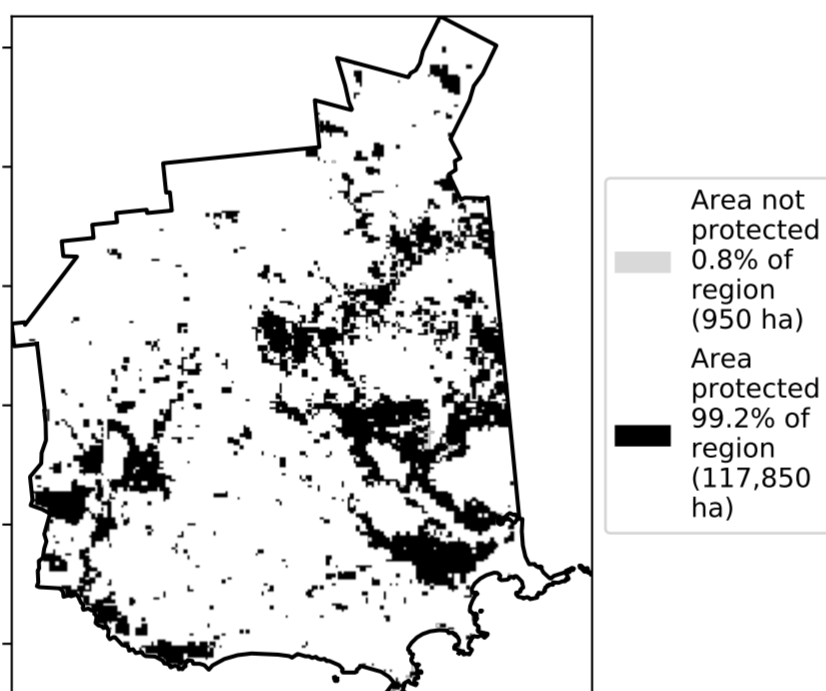 Area not
protected
0.8% of
region
(950 ha)
Area
protected
99.2% of
region
(117,850
ha)